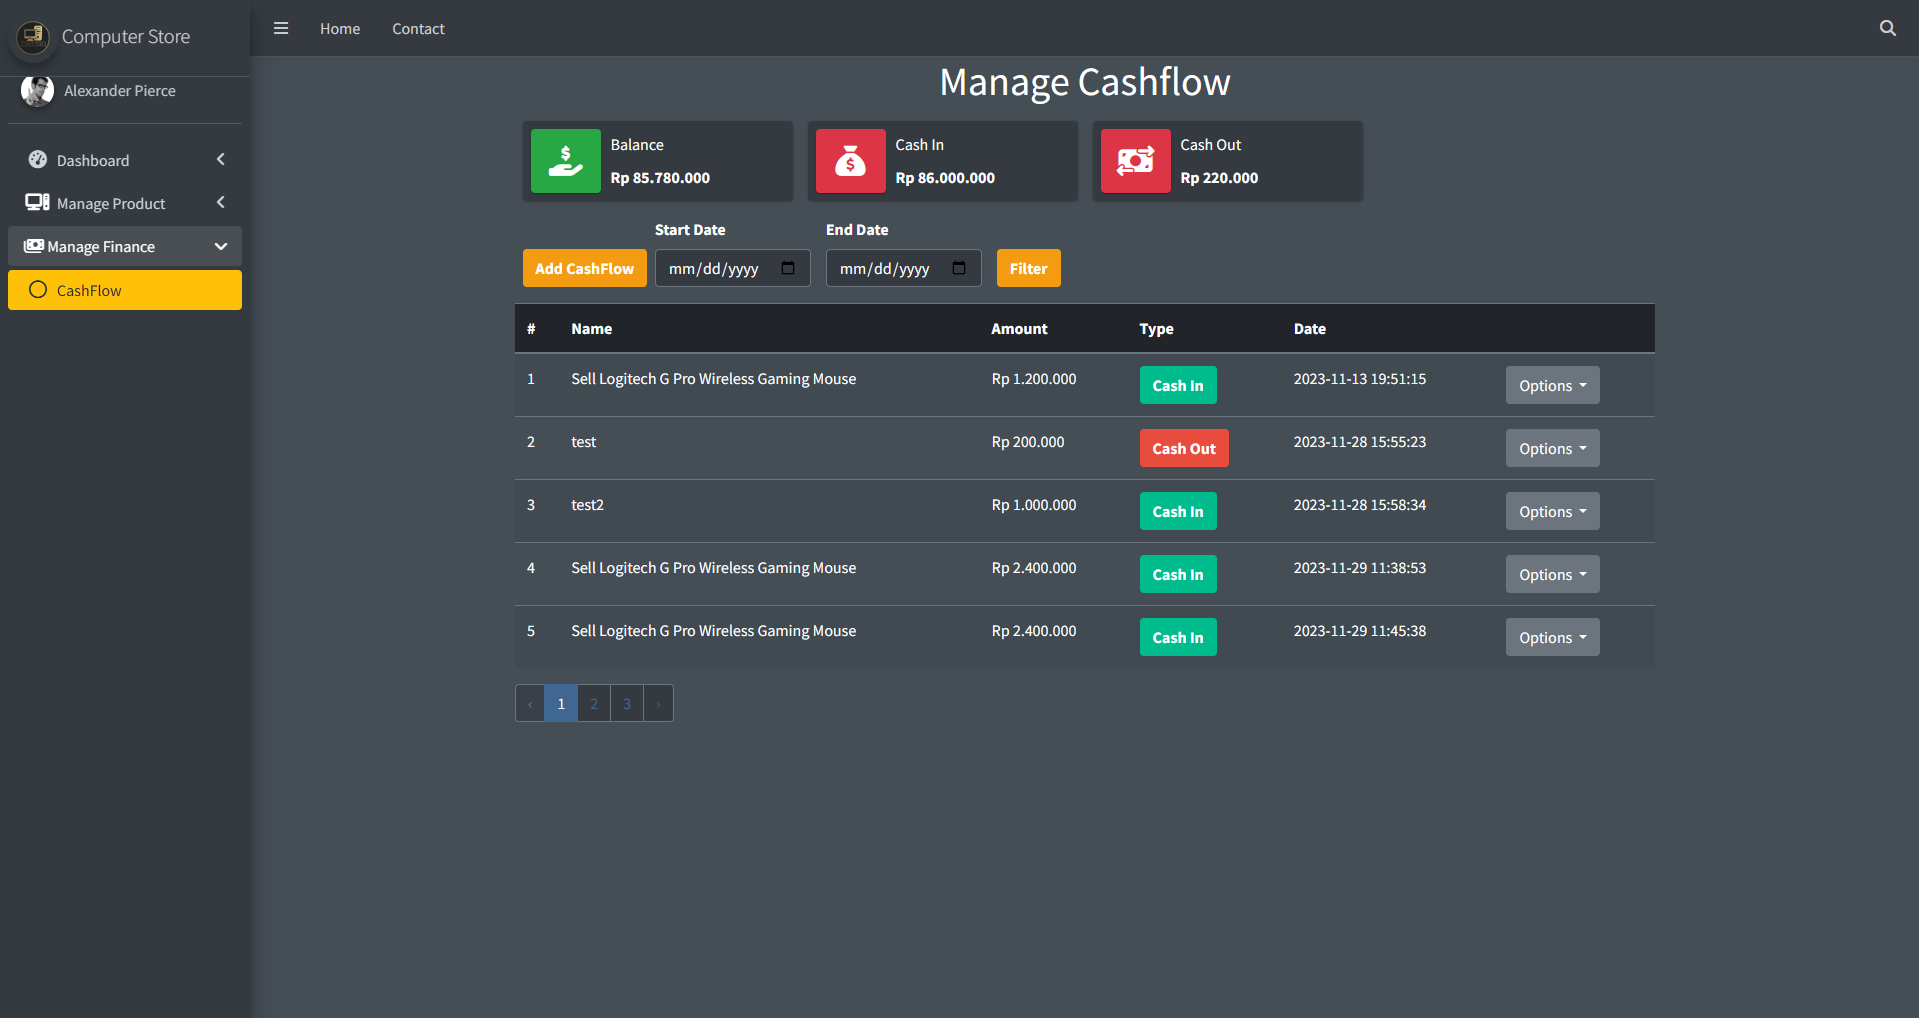 Computer Store
Home
Contact
Alexander Pierce
Dashboard
Manage Product
Manage Finance
CashFlow
Manage Cashflow
Balance
Rp 85.780.000
Cash In
Rp 86.000.000
Cash Out
Rp 220.000
Start Date
End Date
Add CashFlow
mm/dd/yyyy
mm/dd/yyyy
Filter
# Name Amount Type Date
1 Sell Logitech G Pro Wireless Gaming Mouse Rp 1.200.000 Cash In 2023-11-13 19:51:15 Options
2 test Rp 200.000 Cash Out 2023-11-28 15:55:23 Options
3 test2 Rp 1.000.000 Cash In 2023-11-28 15:58:34 Options
4 Sell Logitech G Pro Wireless Gaming Mouse Rp 2.400.000 Cash In 2023-11-29 11:38:53 Options
5 Sell Logitech G Pro Wireless Gaming Mouse Rp 2.400.000 Cash In 2023-11-29 11:45:38 Options
‹ 1 2 3 ›